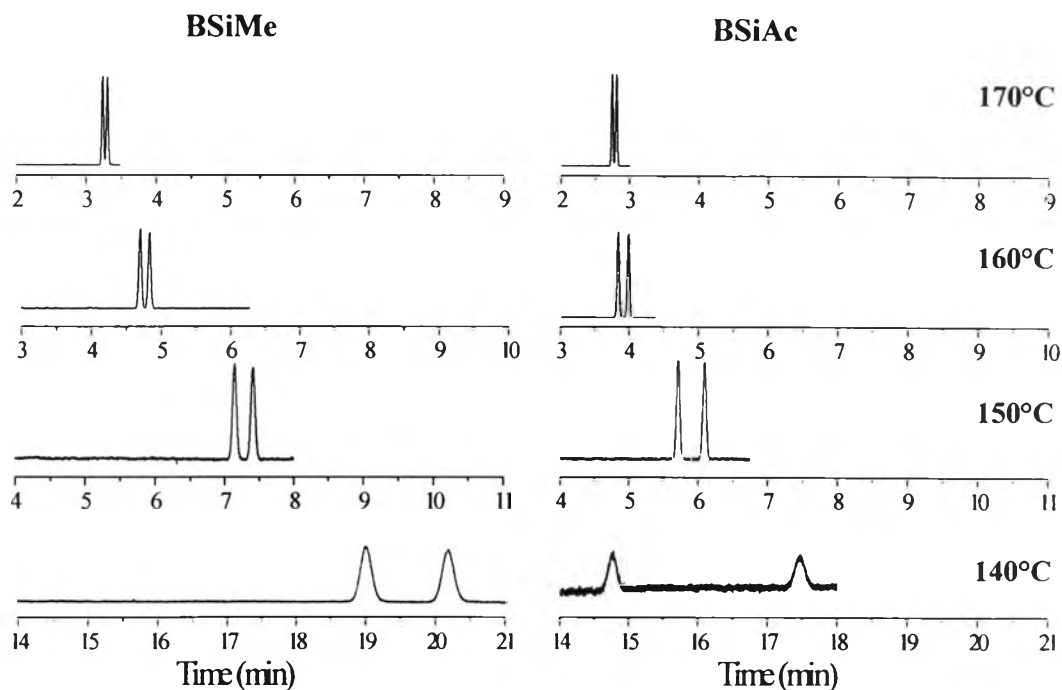 BSiMe BSiAc
170°C
2 3 4 5 6 7 8 9 2 3 4 5 6 7 8 9
160°C
3 4 5 6 7 8 9 10 3 4 5 6 7 8 9 10
150°C
4 5 6 7 8 9 10 11 4 5 6 7 8 9 10 11
140°C
14 15 16 17 18 19 20 21 14 15 16 17 18 19 20 21
Time (min) Time (min)